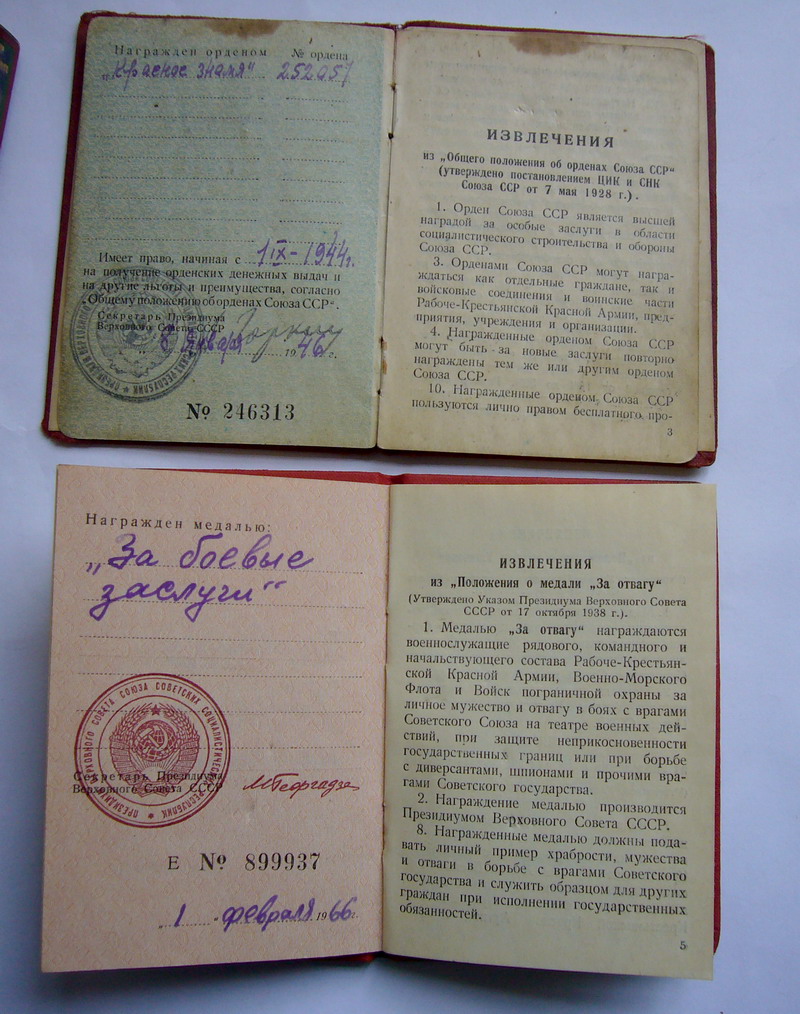 Награжден орденом № ордена
„Красное знамя“ 252957
Имеет право, начиная с 1 IX - 1944 г.
на получение орденских денежных выдач и
на другие льготы и преимущества, согласно
„Общему положению об орденах Союза ССР“.
Секретарь Президиума
Верховного Совета СССР
„8“ января 1946 г.
№ 246313
ИЗВЛЕЧЕНИЯ
из „Общего положения об орденах Союза ССР“
(утверждено постановлением ЦИК и СНК
Союза ССР от 7 мая 1928 г.).
1. Орден Союза ССР является высшей
наградой за особые заслуги в области
социалистического строительства и обороны
Союза ССР.
3. Орденами Союза ССР могут награ-
ждаться как отдельные граждане, так и
войсковые соединения и воинские части
Рабоче-Крестьянской Красной Армии, пред-
приятия, учреждения и организации.
4. Награжденные орденом Союза ССР
могут быть за новые заслуги повторно
награждены тем же или другим орденом
Союза ССР.
10. Награжденные орденом Союза ССР
пользуются лично правом бесплатного про-
3
Награжден медалью:
„За боевые
заслуги“
ПРЕЗИДИУМ ВЕРХОВНОГО СОВЕТА СОЮЗА СОВЕТСКИХ СОЦИАЛИСТИЧЕСКИХ РЕСПУБЛИК
Секретарь Президиума
Верховного Совета СССР
МГеоргадзе
Е № 899937
„1“ февраля 1966 г.
ИЗВЛЕЧЕНИЯ
из „Положения о медали „За отвагу“
(Утверждено Указом Президиума Верховного Совета
СССР от 17 октября 1938 г.).
1. Медалью „За отвагу“ награждаются
военнослужащие рядового, командного и
начальствующего состава Рабоче-Крестьян-
ской Красной Армии, Военно-Морского
Флота и Войск пограничной охраны за
личное мужество и отвагу в боях с врагами
Советского Союза на театре военных дей-
ствий, при защите неприкосновенности
государственных границ или при борьбе
с диверсантами, шпионами и прочими вра-
гами Советского государства.
2. Награждение медалью производится
Президиумом Верховного Совета СССР.
8. Награжденные медалью должны пода-
вать личный пример храбрости, мужества
и отваги в борьбе с врагами Советского
государства и служить образцом для других
граждан при исполнении государственных
обязанностей.
5